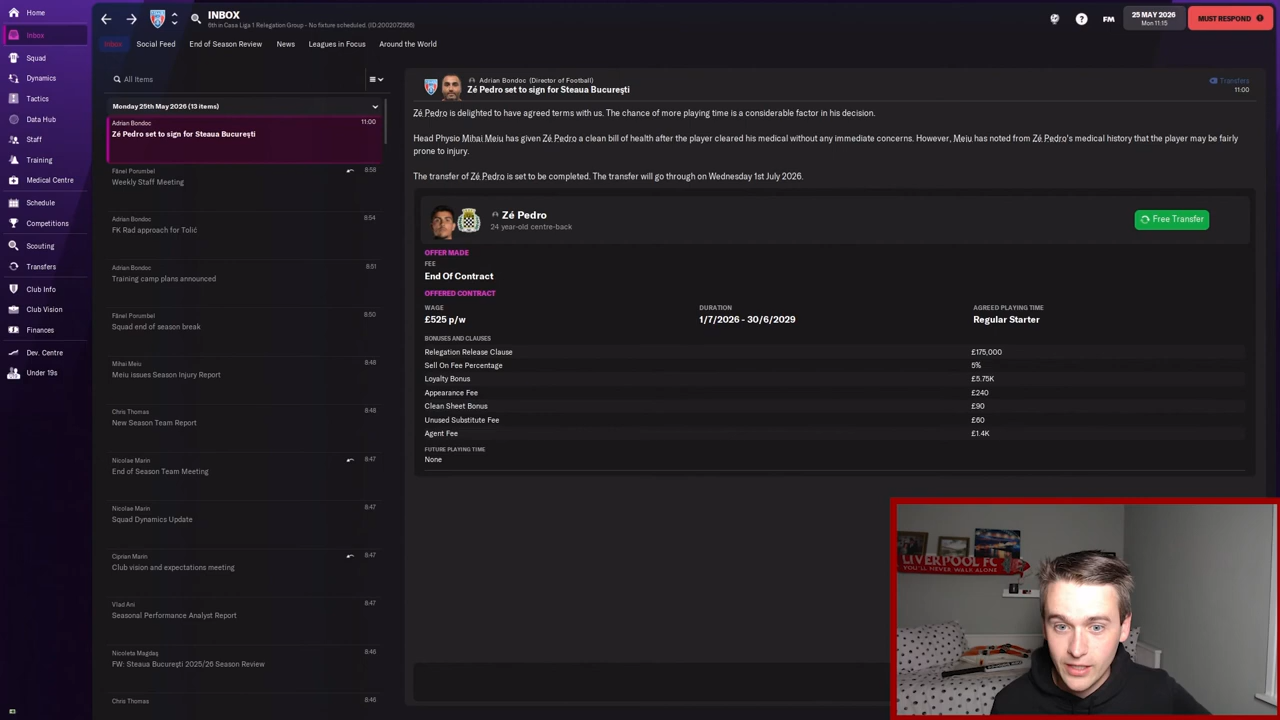 Home
Inbox
Squad
Dynamics
Tactics
Data Hub
Staff
Training
Medical Centre
Schedule
Competitions
Scouting
Transfers
Club Info
Club Vision
Finances
Dev. Centre
Under 19s
INBOX
6th in Casa Liga 1 Relegation Group - No fixture scheduled. (ID:2002072956)
FM
25 MAY 2026
Mon 11:15
MUST RESPOND
Inbox
Social Feed
End of Season Review
News
Leagues in Focus
Around the World
All Items
Monday 25th May 2026 (13 items)
Adrian Bondoc
11:00
Zé Pedro set to sign for Steaua Bucureşti
Fănel Porumbel
8:58
Weekly Staff Meeting
Adrian Bondoc
8:54
FK Rad approach for Tolić
Adrian Bondoc
8:51
Training camp plans announced
Fănel Porumbel
8:50
Squad end of season break
Mihai Meiu
8:48
Meiu issues Season Injury Report
Chris Thomas
8:48
New Season Team Report
Nicolae Marin
8:47
End of Season Team Meeting
Nicolae Marin
8:47
Squad Dynamics Update
Ciprian Marin
8:47
Club vision and expectations meeting
Vlad Ani
8:47
Seasonal Performance Analyst Report
Nicoleta Magdaş
8:46
FW: Steaua Bucureşti 2025/26 Season Review
Chris Thomas
8:46
Adrian Bondoc (Director of Football)
Zé Pedro set to sign for Steaua Bucureşti
Transfers
11:00
Zé Pedro is delighted to have agreed terms with us. The chance of more playing time is a considerable factor in his decision.
Head Physio Mihai Meiu has given Zé Pedro a clean bill of health after the player cleared his medical without any immediate concerns. However, Meiu has noted from Zé Pedro's medical history that the player may be fairly
prone to injury.
The transfer of Zé Pedro is set to be completed. The transfer will go through on Wednesday 1st July 2026.
Zé Pedro
24 year-old centre-back
Free Transfer
OFFER MADE
FEE
End Of Contract
OFFERED CONTRACT
WAGE
DURATION
AGREED PLAYING TIME
£525 p/w
1/7/2026 - 30/6/2029
Regular Starter
BONUSES AND CLAUSES
Relegation Release Clause
£175,000
Sell On Fee Percentage
5%
Loyalty Bonus
£5.75K
Appearance Fee
£240
Clean Sheet Bonus
£90
Unused Substitute Fee
£60
Agent Fee
£1.4K
FUTURE PLAYING TIME
None
LIVERPOOL FC
YOU'LL NEVER WALK ALONE